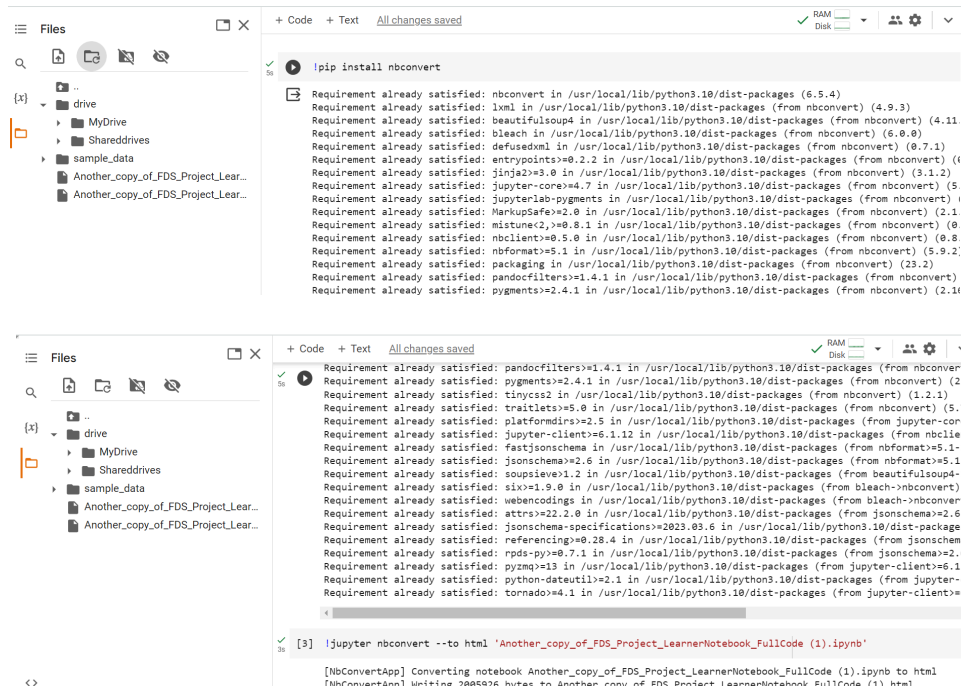 Files
+ Code + Text All changes saved
RAM
Disk
..
drive
MyDrive
Shareddrives
sample_data
Another_copy_of_FDS_Project_Lear...
Another_copy_of_FDS_Project_Lear...
{x}
5s
!pip install nbconvert
Requirement already satisfied: nbconvert in /usr/local/lib/python3.10/dist-packages (6.5.4)
Requirement already satisfied: lxml in /usr/local/lib/python3.10/dist-packages (from nbconvert) (4.9.3)
Requirement already satisfied: beautifulsoup4 in /usr/local/lib/python3.10/dist-packages (from nbconvert) (4.11.
Requirement already satisfied: bleach in /usr/local/lib/python3.10/dist-packages (from nbconvert) (6.0.0)
Requirement already satisfied: defusedxml in /usr/local/lib/python3.10/dist-packages (from nbconvert) (0.7.1)
Requirement already satisfied: entrypoints>=0.2.2 in /usr/local/lib/python3.10/dist-packages (from nbconvert) (
Requirement already satisfied: jinja2>=3.0 in /usr/local/lib/python3.10/dist-packages (from nbconvert) (3.1.2)
Requirement already satisfied: jupyter-core>=4.7 in /usr/local/lib/python3.10/dist-packages (from nbconvert) (5.
Requirement already satisfied: jupyterlab-pygments in /usr/local/lib/python3.10/dist-packages (from nbconvert) (
Requirement already satisfied: MarkupSafe>=2.0 in /usr/local/lib/python3.10/dist-packages (from nbconvert) (2.1.
Requirement already satisfied: mistune<2,>=0.8.1 in /usr/local/lib/python3.10/dist-packages (from nbconvert) (0.
Requirement already satisfied: nbclient>=0.5.0 in /usr/local/lib/python3.10/dist-packages (from nbconvert) (0.8.
Requirement already satisfied: nbformat>=5.1 in /usr/local/lib/python3.10/dist-packages (from nbconvert) (5.9.2)
Requirement already satisfied: packaging in /usr/local/lib/python3.10/dist-packages (from nbconvert) (23.2)
Requirement already satisfied: pandocfilters>=1.4.1 in /usr/local/lib/python3.10/dist-packages (from nbconvert)
Requirement already satisfied: pygments>=2.4.1 in /usr/local/lib/python3.10/dist-packages (from nbconvert) (2.16
Files
+ Code + Text All changes saved
RAM
Disk
..
drive
MyDrive
Shareddrives
sample_data
Another_copy_of_FDS_Project_Lear...
Another_copy_of_FDS_Project_Lear...
{x}
5s
Requirement already satisfied: pandocfilters>=1.4.1 in /usr/local/lib/python3.10/dist-packages (from nbconver
Requirement already satisfied: pygments>=2.4.1 in /usr/local/lib/python3.10/dist-packages (from nbconvert) (2
Requirement already satisfied: tinycss2 in /usr/local/lib/python3.10/dist-packages (from nbconvert) (1.2.1)
Requirement already satisfied: traitlets>=5.0 in /usr/local/lib/python3.10/dist-packages (from nbconvert) (5.
Requirement already satisfied: platformdirs>=2.5 in /usr/local/lib/python3.10/dist-packages (from jupyter-cor
Requirement already satisfied: jupyter-client>=6.1.12 in /usr/local/lib/python3.10/dist-packages (from nbclie
Requirement already satisfied: fastjsonschema in /usr/local/lib/python3.10/dist-packages (from nbformat>=5.1-
Requirement already satisfied: jsonschema>=2.6 in /usr/local/lib/python3.10/dist-packages (from nbformat>=5.1
Requirement already satisfied: soupsieve>1.2 in /usr/local/lib/python3.10/dist-packages (from beautifulsoup4-
Requirement already satisfied: six>=1.9.0 in /usr/local/lib/python3.10/dist-packages (from bleach->nbconvert)
Requirement already satisfied: webencodings in /usr/local/lib/python3.10/dist-packages (from bleach->nbconver
Requirement already satisfied: attrs>=22.2.0 in /usr/local/lib/python3.10/dist-packages (from jsonschema>=2.6
Requirement already satisfied: jsonschema-specifications>=2023.03.6 in /usr/local/lib/python3.10/dist-package
Requirement already satisfied: referencing>=0.28.4 in /usr/local/lib/python3.10/dist-packages (from jsonschem
Requirement already satisfied: rpds-py>=0.7.1 in /usr/local/lib/python3.10/dist-packages (from jsonschema>=2.
Requirement already satisfied: pyzmq>=13 in /usr/local/lib/python3.10/dist-packages (from jupyter-client>=6.1
Requirement already satisfied: python-dateutil>=2.1 in /usr/local/lib/python3.10/dist-packages (from jupyter-
Requirement already satisfied: tornado>=4.1 in /usr/local/lib/python3.10/dist-packages (from jupyter-client>=
3s
[3] !jupyter nbconvert --to html 'Another_copy_of_FDS_Project_LearnerNotebook_FullCode (1).ipynb'
[NbConvertApp] Converting notebook Another_copy_of_FDS_Project_LearnerNotebook_FullCode (1).ipynb to html
[NbConvertApp] Writing 2005926 bytes to Another_copy_of_FDS_Project_LearnerNotebook_FullCode (1).html